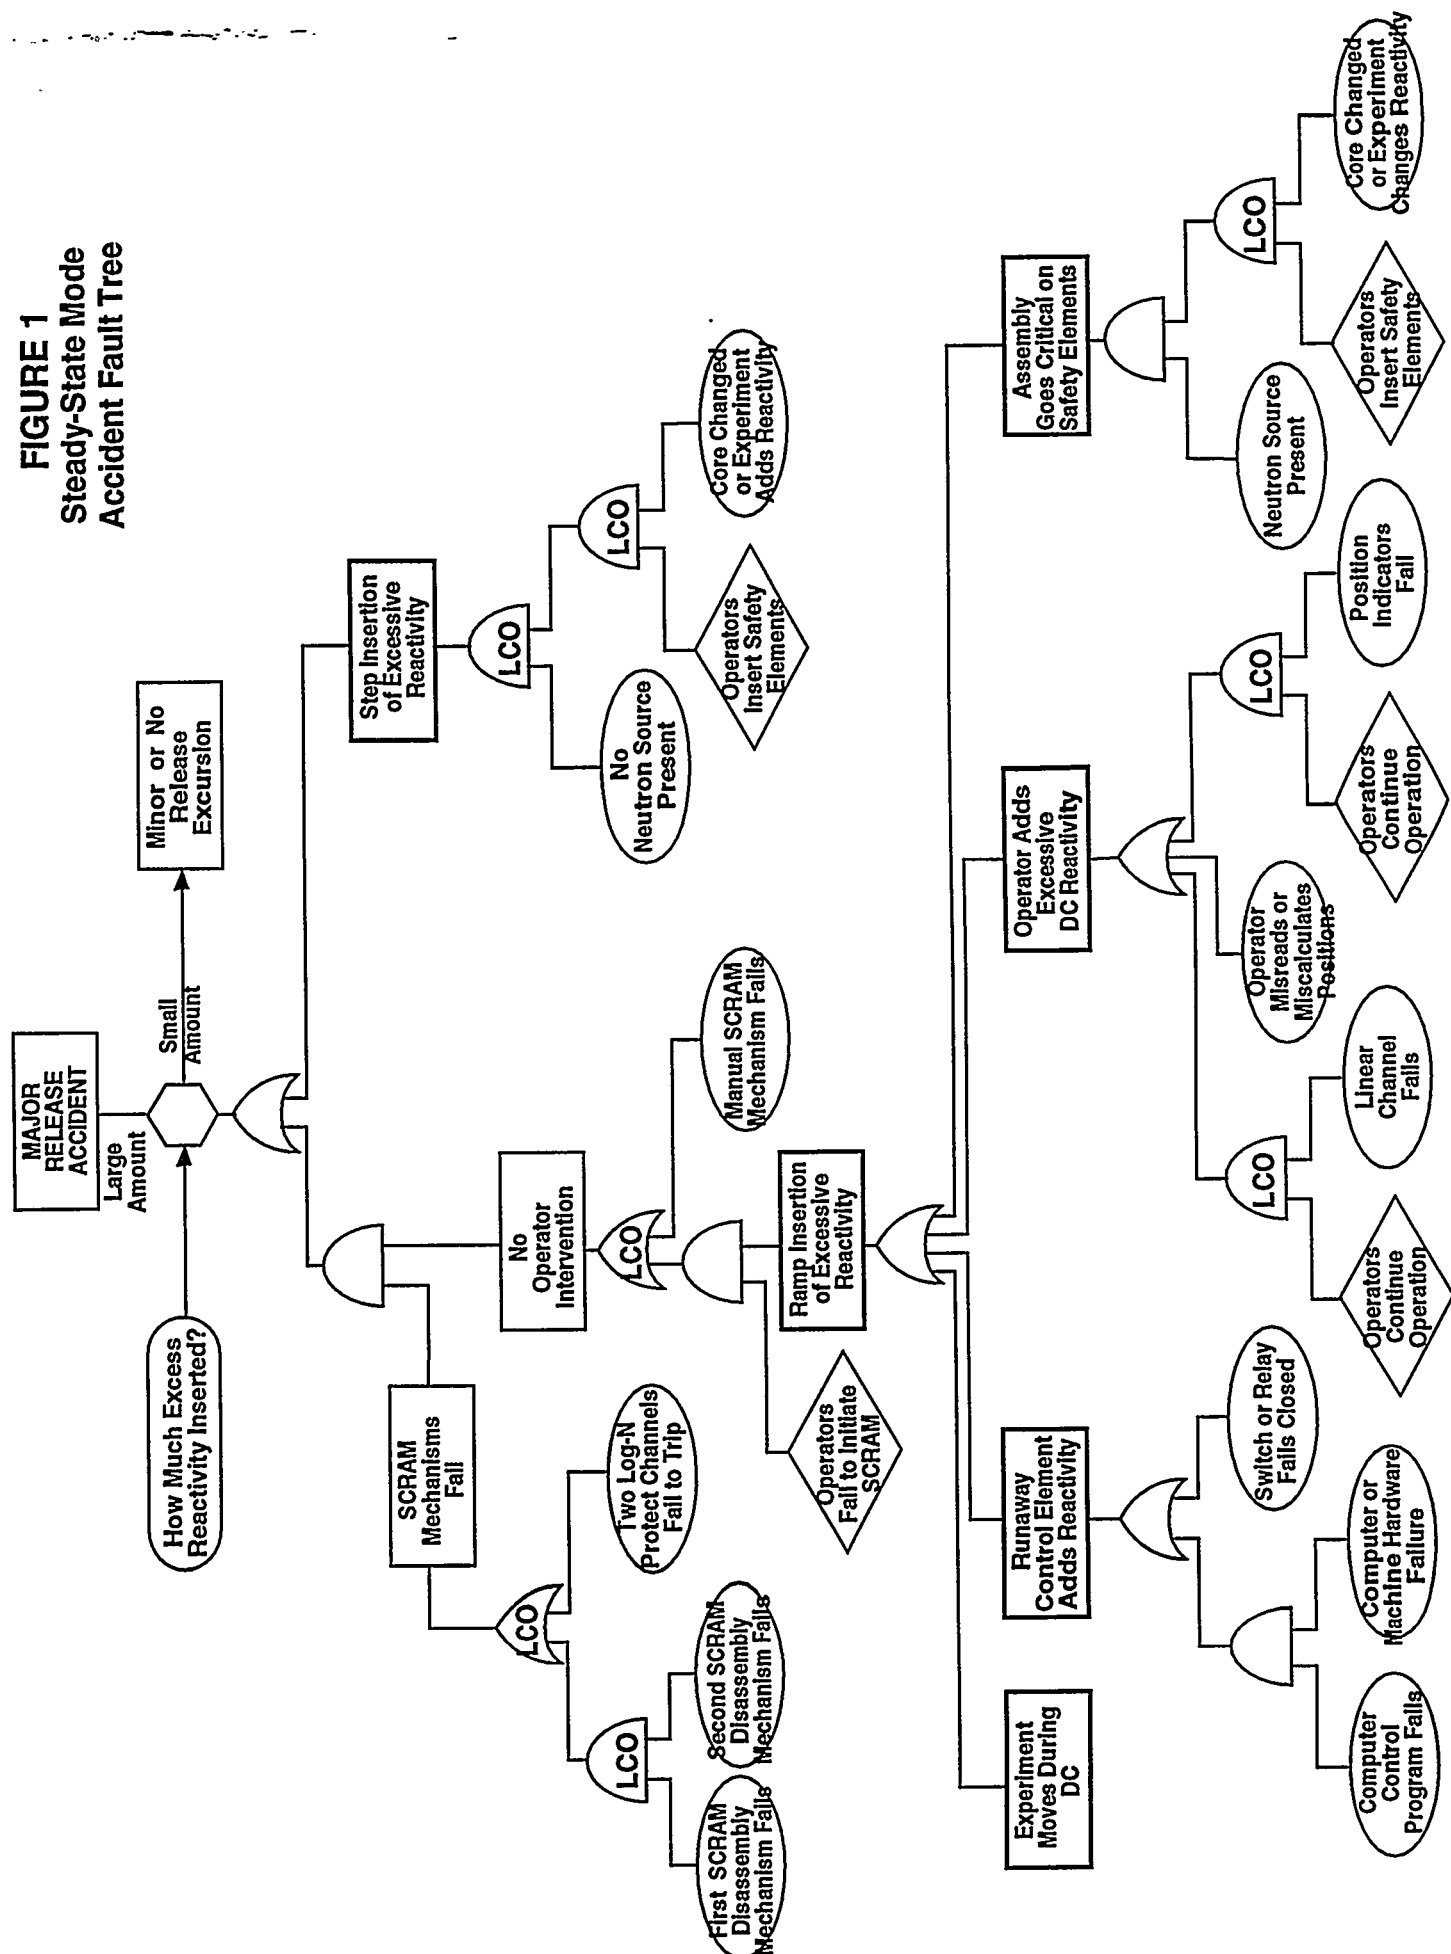 FIGURE 1
Steady-State Mode
Accident Fault Tree
MAJOR
RELEASE
ACCIDENT
Large
Amount
Small
Amount
Minor or No
Release
Excursion
How Much Excess
Reactivity Inserted?
Step Insertion
of Excessive
Reactivity
LCO
No
Neutron Source
Present
LCO
Operators
Insert Safety
Elements
Core Changed
or Experiment
Adds Reactivity
SCRAM
Mechanisms
Fail
LCO
Two Log-N
Protect Channels
Fail to Trip
LCO
First SCRAM
Disassembly
Mechanism Fails
Second SCRAM
Disassembly
Mechanism Fails
No
Operator
Intervention
LCO
Manual SCRAM
Mechanism Fails
Operators
Fail to Initiate
SCRAM
Ramp Insertion
of Excessive
Reactivity
Experiment
Moves During
DC
Runaway
Control Element
Adds Reactivity
Computer
Control
Program Fails
Computer or
Machine Hardware
Failure
Switch or Relay
Fails Closed
Operator Adds
Excessive
DC Reactivity
LCO
Operators
Continue
Operation
Linear
Channel
Fails
Operator
Misreads or
Miscalculates
Positions
LCO
Operators
Continue
Operation
Position
Indicators
Fail
Assembly
Goes Critical on
Safety Elements
Neutron Source
Present
LCO
Operators
Insert Safety
Elements
Core Changed
or Experiment
Changes Reactivity